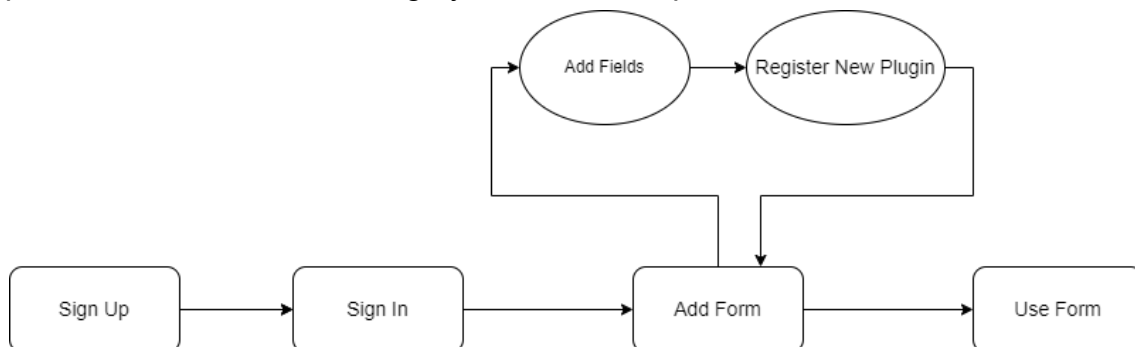 Add Fields
Register New Plugin
Sign Up
Sign In
Add Form
Use Form